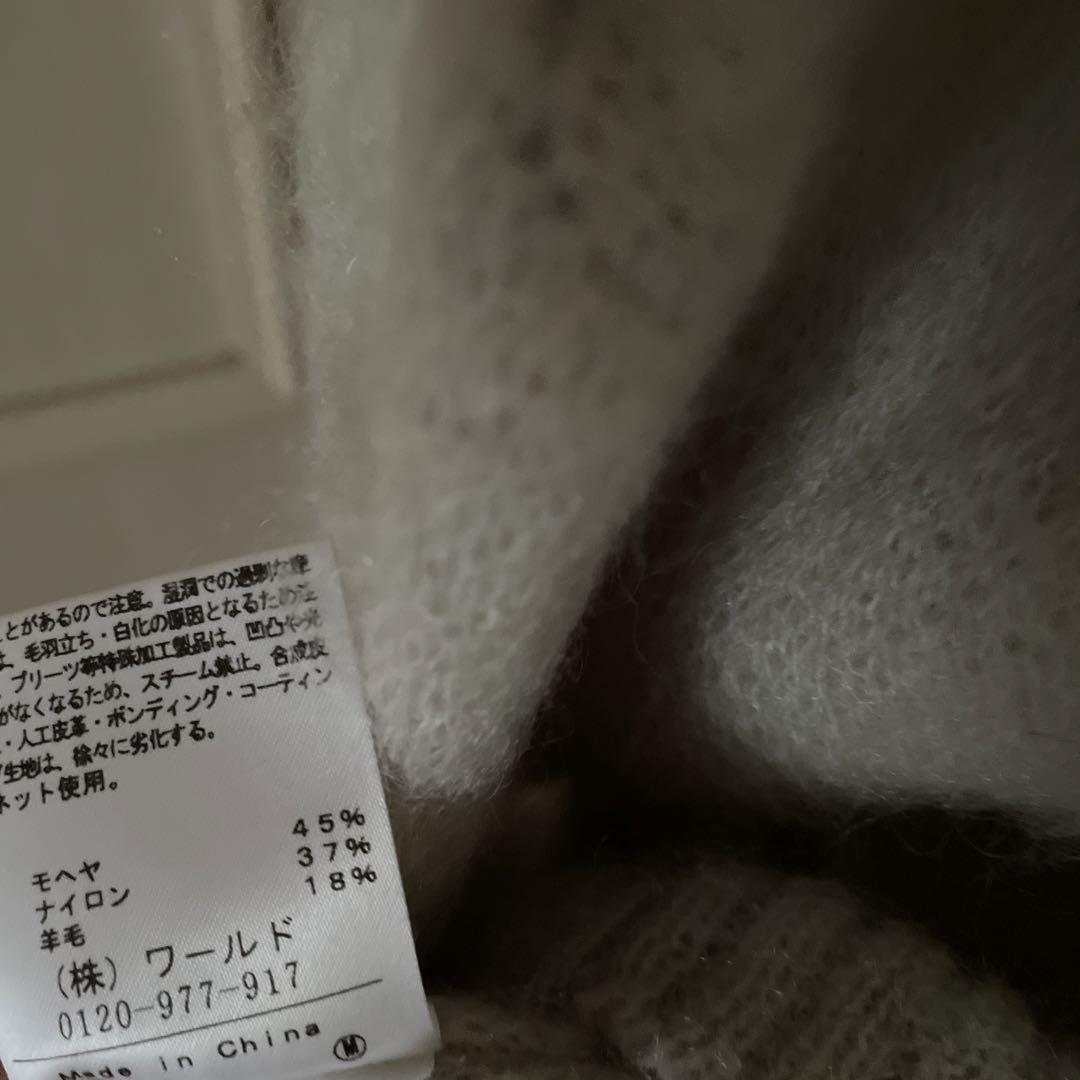 ことがあるので注意。湿潤での過剰な摩
は、毛羽立ち・白化の原因となるため注
プリーツ等特殊加工製品は、凹凸や光
がなくなるため、スチーム禁止。合成皮
・人工皮革・ボンディング・コーティン
生地は、徐々に劣化する。
ネット使用。
モヘヤ 45%
ナイロン 37%
羊毛 18%
(株) ワールド
0120-977-917
Made in China Ⓜ